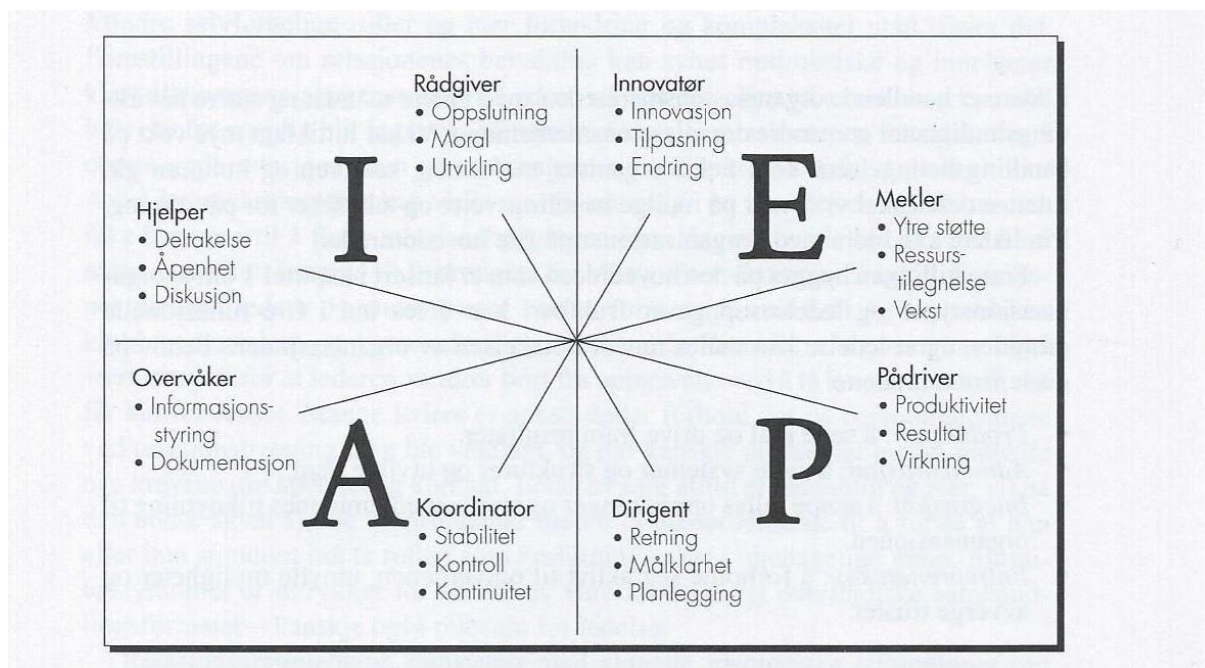 Rådgiver
• Oppslutning
• Moral
• Utvikling
Innovatør
• Innovasjon
• Tilpasning
• Endring
I
E
Hjelper
• Deltakelse
• Åpenhet
• Diskusjon
Mekler
• Ytre støtte
• Ressurs-
tilegnelse
• Vekst
Overvåker
• Informasjons-
styring
• Dokumentasjon
Pådriver
• Produktivitet
• Resultat
• Virkning
A
P
Koordinator
• Stabilitet
• Kontroll
• Kontinuitet
Dirigent
• Retning
• Målklarhet
• Planlegging